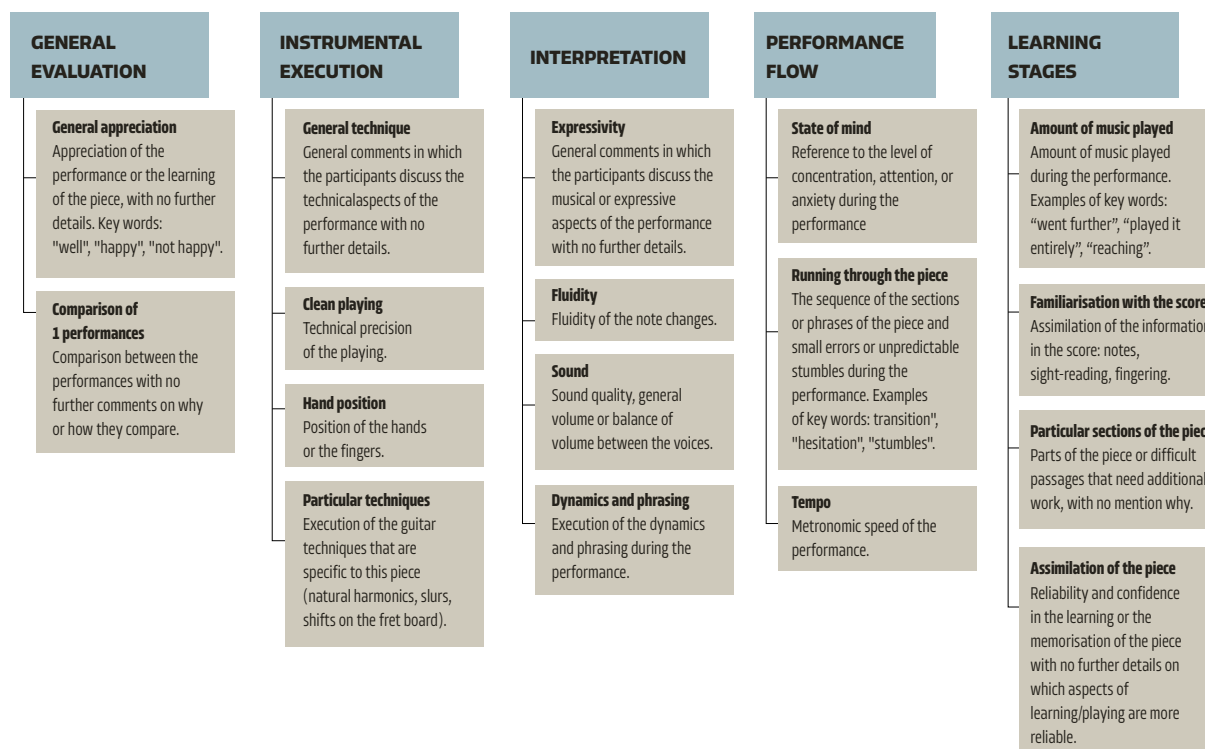 GENERAL
EVALUATION
General appreciation
Appreciation of the
performance or the learning
of the piece, with no further
details. Key words:
"well", "happy", "not happy".
Comparison of
1 performances
Comparison between the
performances with no
further comments on why
or how they compare.
INSTRUMENTAL
EXECUTION
General technique
General comments in which
the participants discuss the
technicalaspects of the
performance with no
further details.
Clean playing
Technical precision
of the playing.
Hand position
Position of the hands
or the fingers.
Particular techniques
Execution of the guitar
techniques that are
specific to this piece
(natural harmonics, slurs,
shifts on the fret board).
INTERPRETATION
Expressivity
General comments in which
the participants discuss the
musical or expressive
aspects of the performance
with no further details.
Fluidity
Fluidity of the note changes.
Sound
Sound quality, general
volume or balance of
volume between the voices.
Dynamics and phrasing
Execution of the dynamics
and phrasing during the
performance.
PERFORMANCE
FLOW
State of mind
Reference to the level of
concentration, attention, or
anxiety during the
performance
Running through the piece
The sequence of the sections
or phrases of the piece and
small errors or unpredictable
stumbles during the
performance. Examples
of key words: transition",
"hesitation", "stumbles".
Tempo
Metronomic speed of the
performance.
LEARNING
STAGES
Amount of music played
Amount of music played
during the performance.
Examples of key words:
“went further”, “played it
entirely”, “reaching”.
Familiarisation with the score
Assimilation of the information
in the score: notes,
sight-reading, fingering.
Particular sections of the piec
Parts of the piece or difficult
passages that need additional
work, with no mention why.
Assimilation of the piece
Reliability and confidence
in the learning or the
memorisation of the piece
with no further details on
which aspects of
learning/playing are more
reliable.